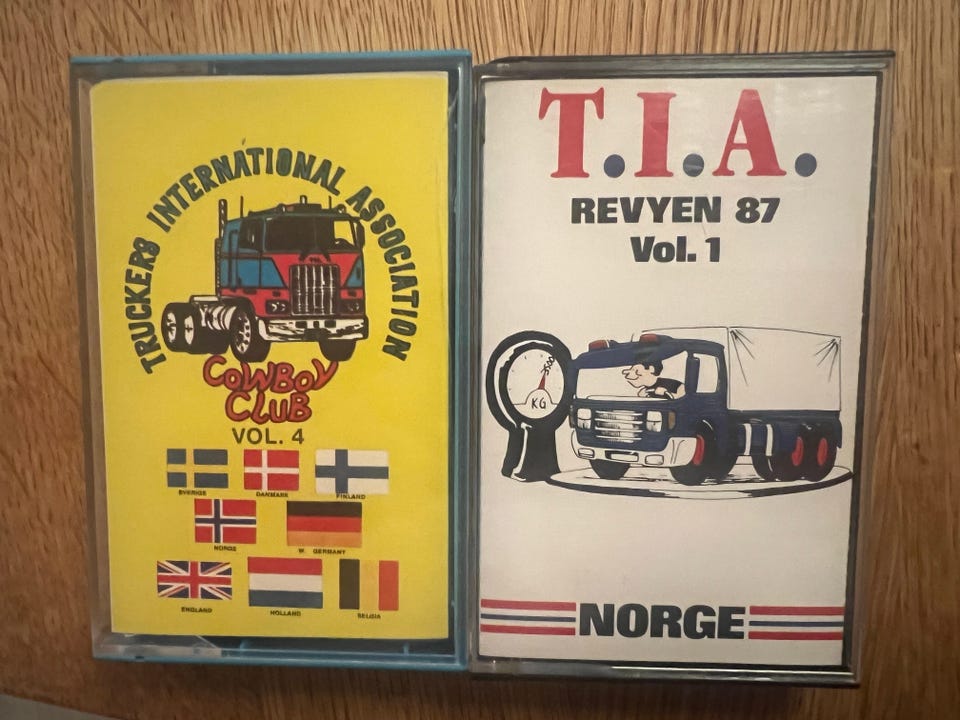 TRUCKERS INTERNATIONAL ASSOCIATION
COWBOY
CLUB
VOL. 4
SVERIGE
DANMARK
FINLAND
NORGE
W. GERMANY
ENGLAND
HOLLAND
BELGIA
T.I.A.
REVYEN 87
Vol. 1
KG
NORGE